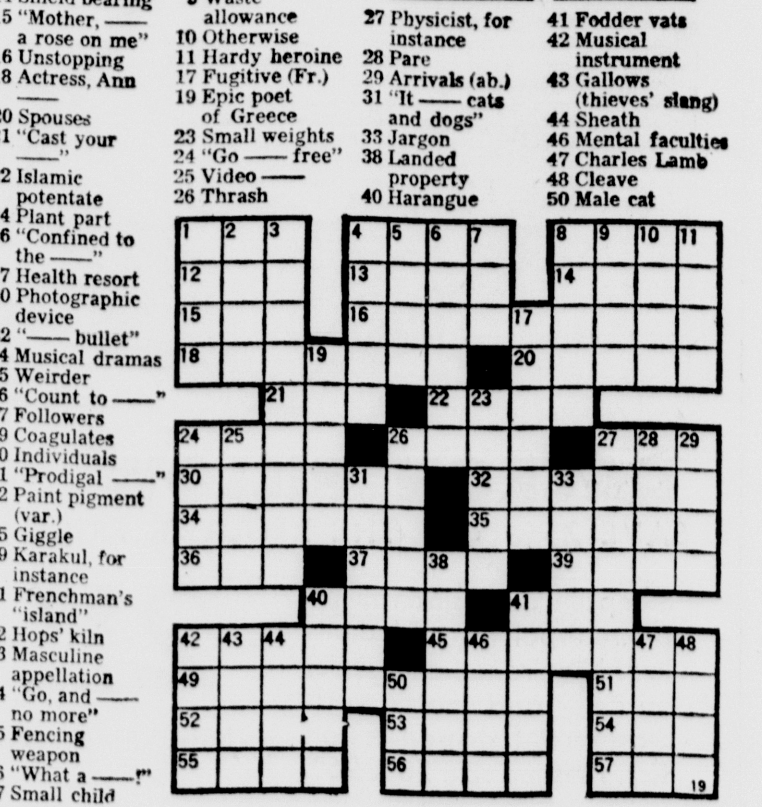 5 "Mother, ——
a rose on me"
6 Unstopping
8 Actress, Ann
——
0 Spouses
1 "Cast your
——"
2 Islamic
potentate
4 Plant part
6 "Confined to
the ——"
7 Health resort
0 Photographic
device
2 "—— bullet"
4 Musical dramas
5 Weirder
6 "Count to ——"
7 Followers
9 Coagulates
0 Individuals
1 "Prodigal ——"
2 Paint pigment
(var.)
5 Giggle
9 Karakul, for
instance
1 Frenchman's
"island"
2 Hops' kiln
3 Masculine
appellation
4 "Go, and ——
no more"
5 Fencing
weapon
6 "What a ——!"
7 Small child
allowance
10 Otherwise
11 Hardy heroine
17 Fugitive (Fr.)
19 Epic poet
of Greece
23 Small weights
24 "Go —— free"
25 Video ——
26 Thrash
27 Physicist, for
instance
28 Pare
29 Arrivals (ab.)
31 "It —— cats
and dogs"
33 Jargon
38 Landed
property
40 Harangue
41 Fodder vats
42 Musical
instrument
43 Gallows
(thieves' slang)
44 Sheath
46 Mental faculties
47 Charles Lamb
48 Cleave
50 Male cat
1 2 3 4 5 6 7 8 9 10 11
12 13 14
15 16 17
18 19 20
21 22 23
24 25 26 27 28 29
30 31 32 33
34 35
36 37 38 39
40 41
42 43 44 45 46 47 48
49 50 51
52 53 54
55 56 57
19